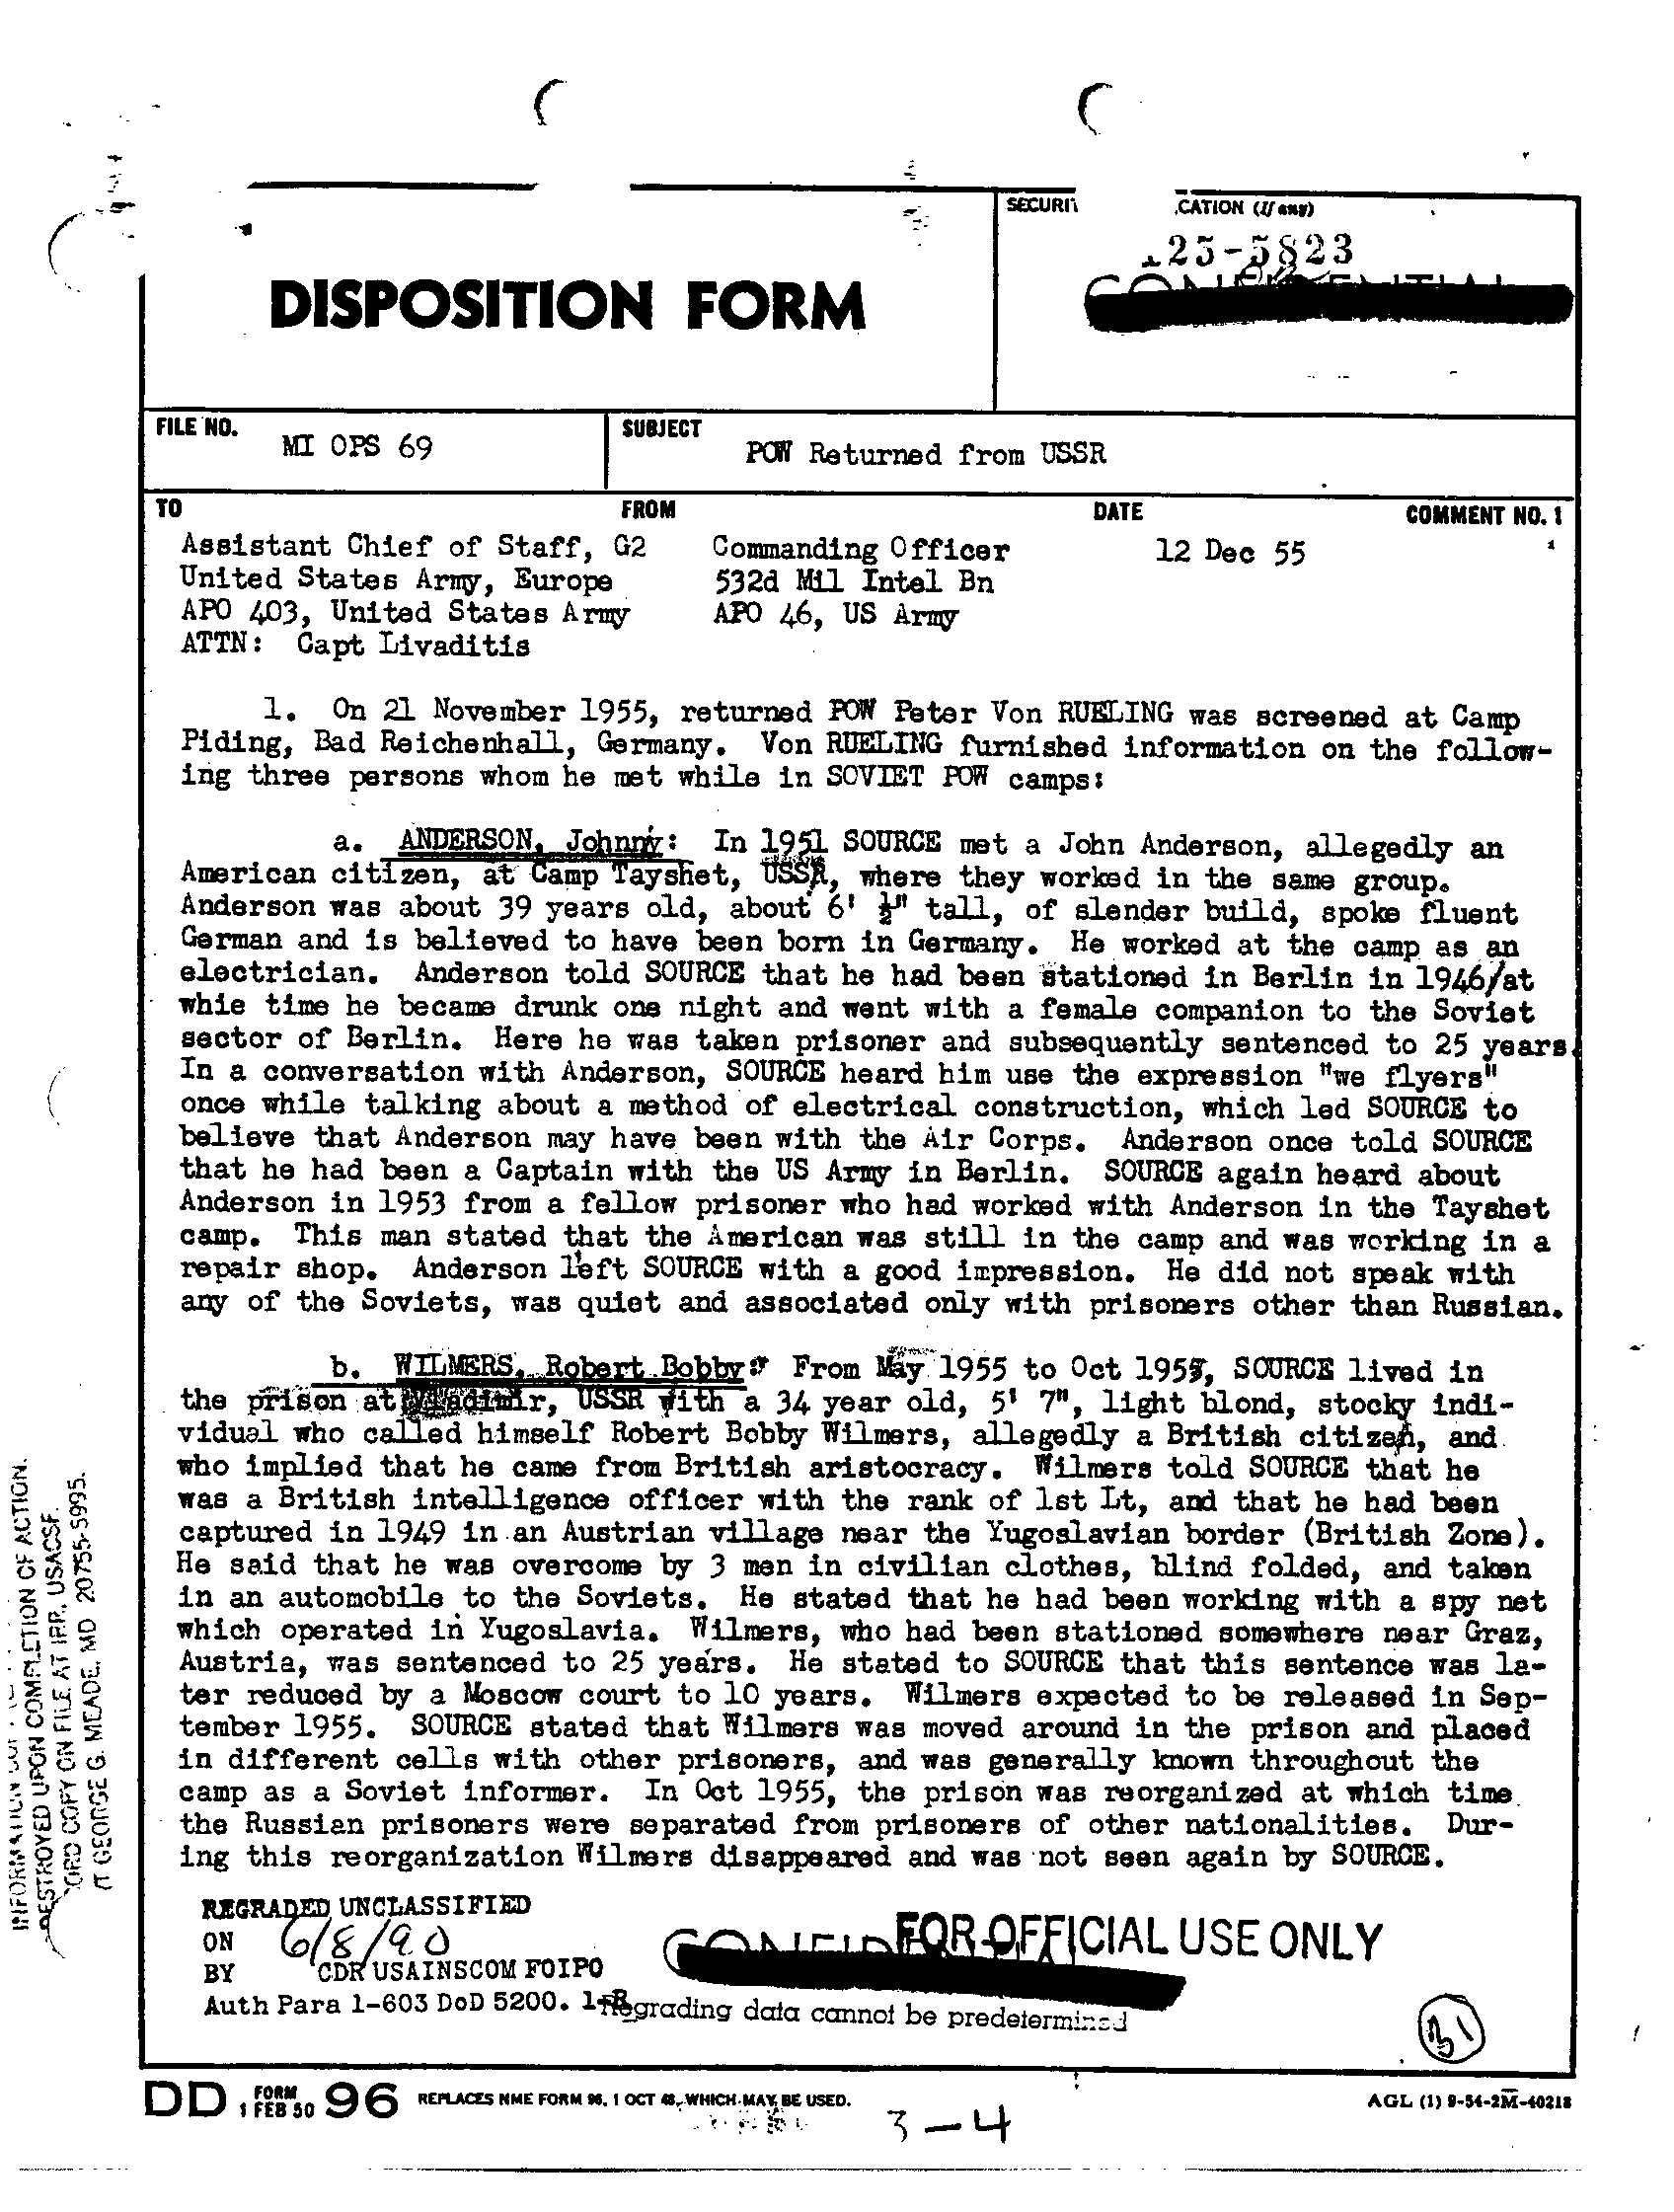 SECURI CATION (If any)
25-5823
DISPOSITION FORM
FILE NO.
MI OPS 69
SUBJECT
POW Returned from USSR
TO
FROM
DATE
COMMENT NO. 1
Assistant Chief of Staff, G2
United States Army, Europe
APO 403, United States Army
ATTN: Capt Livaditis
Commanding Officer
532d Mil Intel Bn
APO 46, US Army
12 Dec 55
1. On 21 November 1955, returned POW Peter Von RUELING was screened at Camp
Piding, Bad Reichenhall, Germany. Von RUELING furnished information on the follow-
ing three persons whom he met while in SOVIET POW camps:
a. ANDERSON, Johnny: In 1951 SOURCE met a John Anderson, allegedly an
American citizen, at Camp Tayshet, USSR, where they worked in the same group.
Anderson was about 39 years old, about 6' ½" tall, of slender build, spoke fluent
German and is believed to have been born in Germany. He worked at the camp as an
electrician. Anderson told SOURCE that he had been stationed in Berlin in 1946/at
whie time he became drunk one night and went with a female companion to the Soviet
sector of Berlin. Here he was taken prisoner and subsequently sentenced to 25 years.
In a conversation with Anderson, SOURCE heard him use the expression "we flyers"
once while talking about a method of electrical construction, which led SOURCE to
believe that Anderson may have been with the Air Corps. Anderson once told SOURCE
that he had been a Captain with the US Army in Berlin. SOURCE again heard about
Anderson in 1953 from a fellow prisoner who had worked with Anderson in the Tayshet
camp. This man stated that the American was still in the camp and was working in a
repair shop. Anderson left SOURCE with a good impression. He did not speak with
any of the Soviets, was quiet and associated only with prisoners other than Russian.
b. WILMERS, Robert Bobby: From May 1955 to Oct 1955, SOURCE lived in
the prison at Vladimir, USSR with a 34 year old, 5' 7", light blond, stocky indi-
vidual who called himself Robert Bobby Wilmers, allegedly a British citizen, and
who implied that he came from British aristocracy. Wilmers told SOURCE that he
was a British intelligence officer with the rank of 1st Lt, and that he had been
captured in 1949 in an Austrian village near the Yugoslavian border (British Zone).
He said that he was overcome by 3 men in civilian clothes, blind folded, and taken
in an automobile to the Soviets. He stated that he had been working with a spy net
which operated in Yugoslavia. Wilmers, who had been stationed somewhere near Graz,
Austria, was sentenced to 25 years. He stated to SOURCE that this sentence was la-
ter reduced by a Moscow court to 10 years. Wilmers expected to be released in Sep-
tember 1955. SOURCE stated that Wilmers was moved around in the prison and placed
in different cells with other prisoners, and was generally known throughout the
camp as a Soviet informer. In Oct 1955, the prison was reorganized at which time
the Russian prisoners were separated from prisoners of other nationalities. Dur-
ing this reorganization Wilmers disappeared and was not seen again by SOURCE.
REGRADED UNCLASSIFIED
ON 6/8/90
BY CDR USAINSCOM FOIPO
Auth Para 1-603 DoD 5200.1-R
CONFID
FOR OFFICIAL USE ONLY
Regrading data cannot be predetermined
B1
DD FORM 1 FEB 50 96
REPLACES NME FORM 96, 1 OCT 48, WHICH MAY BE USED.
3-4
AGL (1) 9-54-2M-40218
DESTROYED UPON COMPLETION OF ACTION.
CORD COPY ON FILE AT IRR, USACSF.
FT GEORGE G. MEADE, MD 20755-5995.